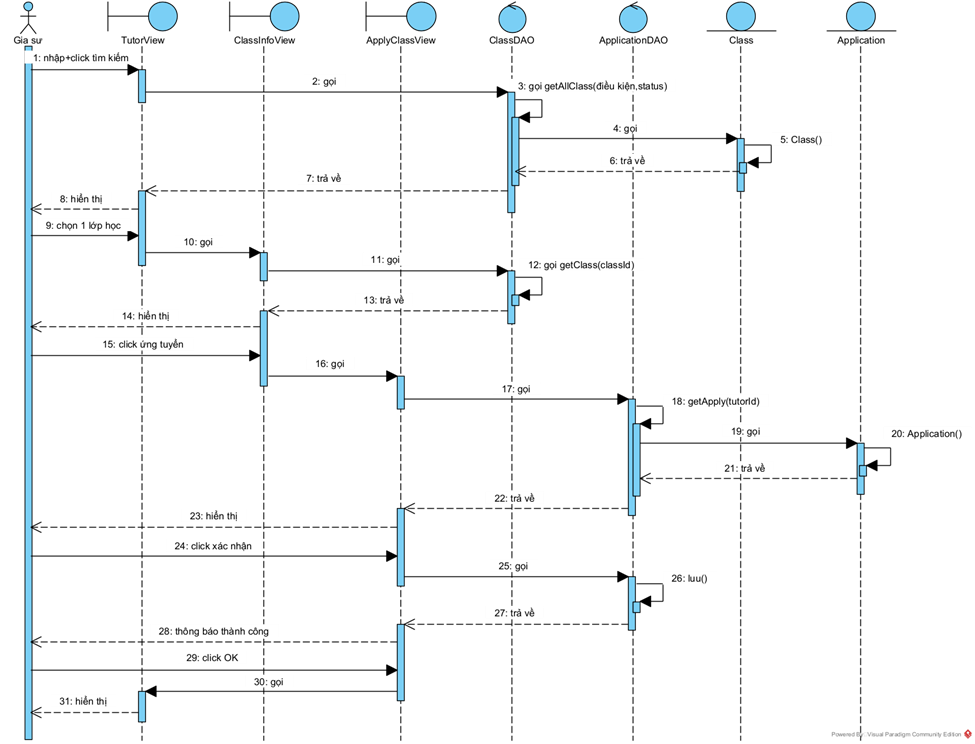 Gia sư
TutorView
ClassInfoView
ApplyClassView
ClassDAO
ApplicationDAO
Class
Application
1: nhập+click tìm kiếm
2: gọi
3: gọi getAllClass(điều kiện,status)
4: gọi
5: Class()
6: trả về
7: trả về
8: hiển thị
9: chọn 1 lớp học
10: gọi
11: gọi
12: gọi getClass(classId)
13: trả về
14: hiển thị
15: click ứng tuyển
16: gọi
17: gọi
18: getApply(tutorId)
19: gọi
20: Application()
21: trả về
22: trả về
23: hiển thị
24: click xác nhận
25: gọi
26: luu()
27: trả về
28: thông báo thành công
29: click OK
30: gọi
31: hiển thị
Powered By: Visual Paradigm Community Edition